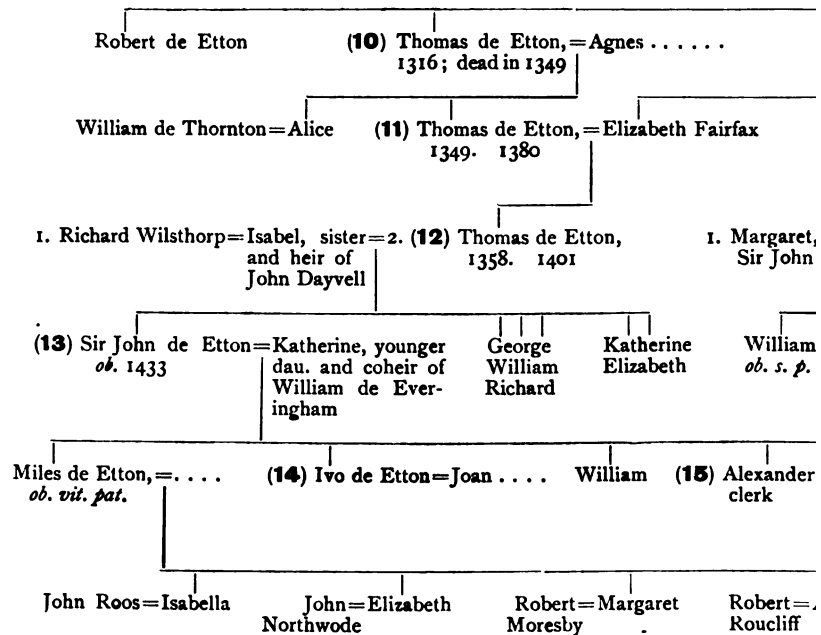 Robert de Etton (10) Thomas de Etton,=Agnes ......
1316; dead in 1349
William de Thornton=Alice (11) Thomas de Etton,=Elizabeth Fairfax
1349. 1380
1. Richard Wilsthorp=Isabel, sister=2. (12) Thomas de Etton, 1. Margaret,
and heir of 1358. 1401 Sir John
John Dayvell
(13) Sir John de Etton=Katherine, younger George Katherine William
ob. 1433 dau. and coheir of William Elizabeth ob. s. p.
William de Ever- Richard
ingham
Miles de Etton,=.... (14) Ivo de Etton=Joan .... William (15) Alexander
ob. vit. pat. clerk
John Roos=Isabella John=Elizabeth Robert=Margaret Robert=
Northwode Moresby Roucliff